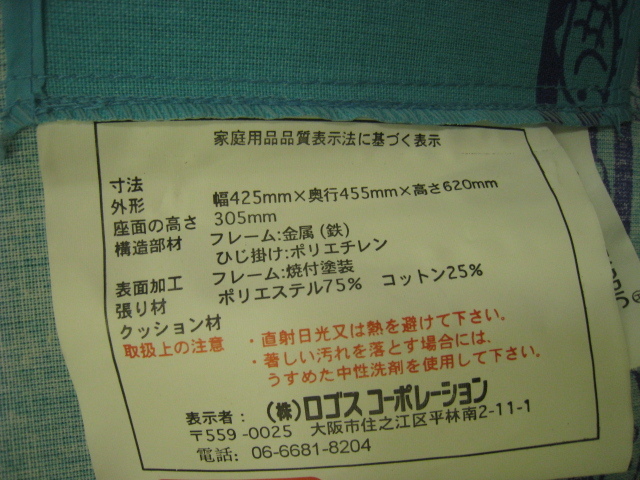 家庭用品品質表示法に基づく表示
寸法
外形 幅425mm×奥行455mm×高さ620mm
座面の高さ 305mm
構造部材 フレーム:金属(鉄)
ひじ掛け:ポリエチレン
表面加工 フレーム:焼付塗装
張り材 ポリエステル75% コットン25%
クッション材
取扱上の注意 ・直射日光又は熱を避けて下さい。
・著しい汚れを落とす場合には、
うすめた中性洗剤を使用して下さい。
表示者: (株)ロゴス コーポレーション
〒559-0025 大阪市住之江区平林南2-11-1
電話: 06-6681-8204